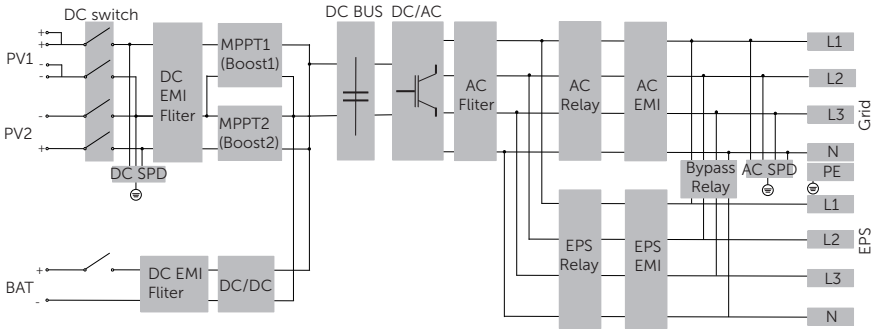 DC switch
DC BUS
DC/AC
PV1
+
+
-
-
PV2
-
+
DC
EMI
Fliter
MPPT1
(Boost1)
MPPT2
(Boost2)
DC SPD
AC
Fliter
AC
Relay
AC
EMI
L1
L2
L3
N
PE
Grid
Bypass
Relay
AC SPD
EPS
Relay
EPS
EMI
L1
L2
L3
N
EPS
BAT
+
-
DC EMI
Fliter
DC/DC